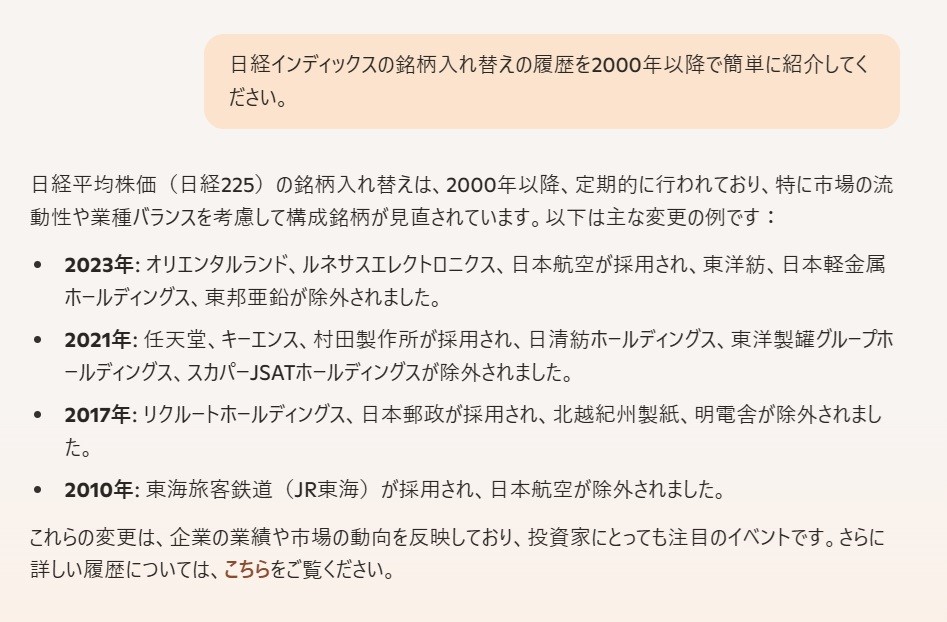 日経インディックスの銘柄入れ替えの履歴を2000年以降で簡単に紹介してく
ださい。
日経平均株価（日経225）の銘柄入れ替えは、2000年以降、定期的に行われており、特に市場の流
動性や業種バランスを考慮して構成銘柄が見直されています。以下は主な変更の例です：
• 2023年: オリエンタルランド、ルネサスエレクトロニクス、日本航空が採用され、東洋紡、日本軽金属
ホールディングス、東邦亜鉛が除外されました。
• 2021年: 任天堂、キーエンス、村田製作所が採用され、日清紡ホールディングス、東洋製罐グループホ
ールディングス、スカパーJSATホールディングスが除外されました。
• 2017年: リクルートホールディングス、日本郵政が採用され、北越紀州製紙、明電舎が除外されまし
た。
• 2010年: 東海旅客鉄道（JR東海）が採用され、日本航空が除外されました。
これらの変更は、企業の業績や市場の動向を反映しており、投資家にとっても注目のイベントです。さらに
詳しい履歴については、こちらをご覧ください。